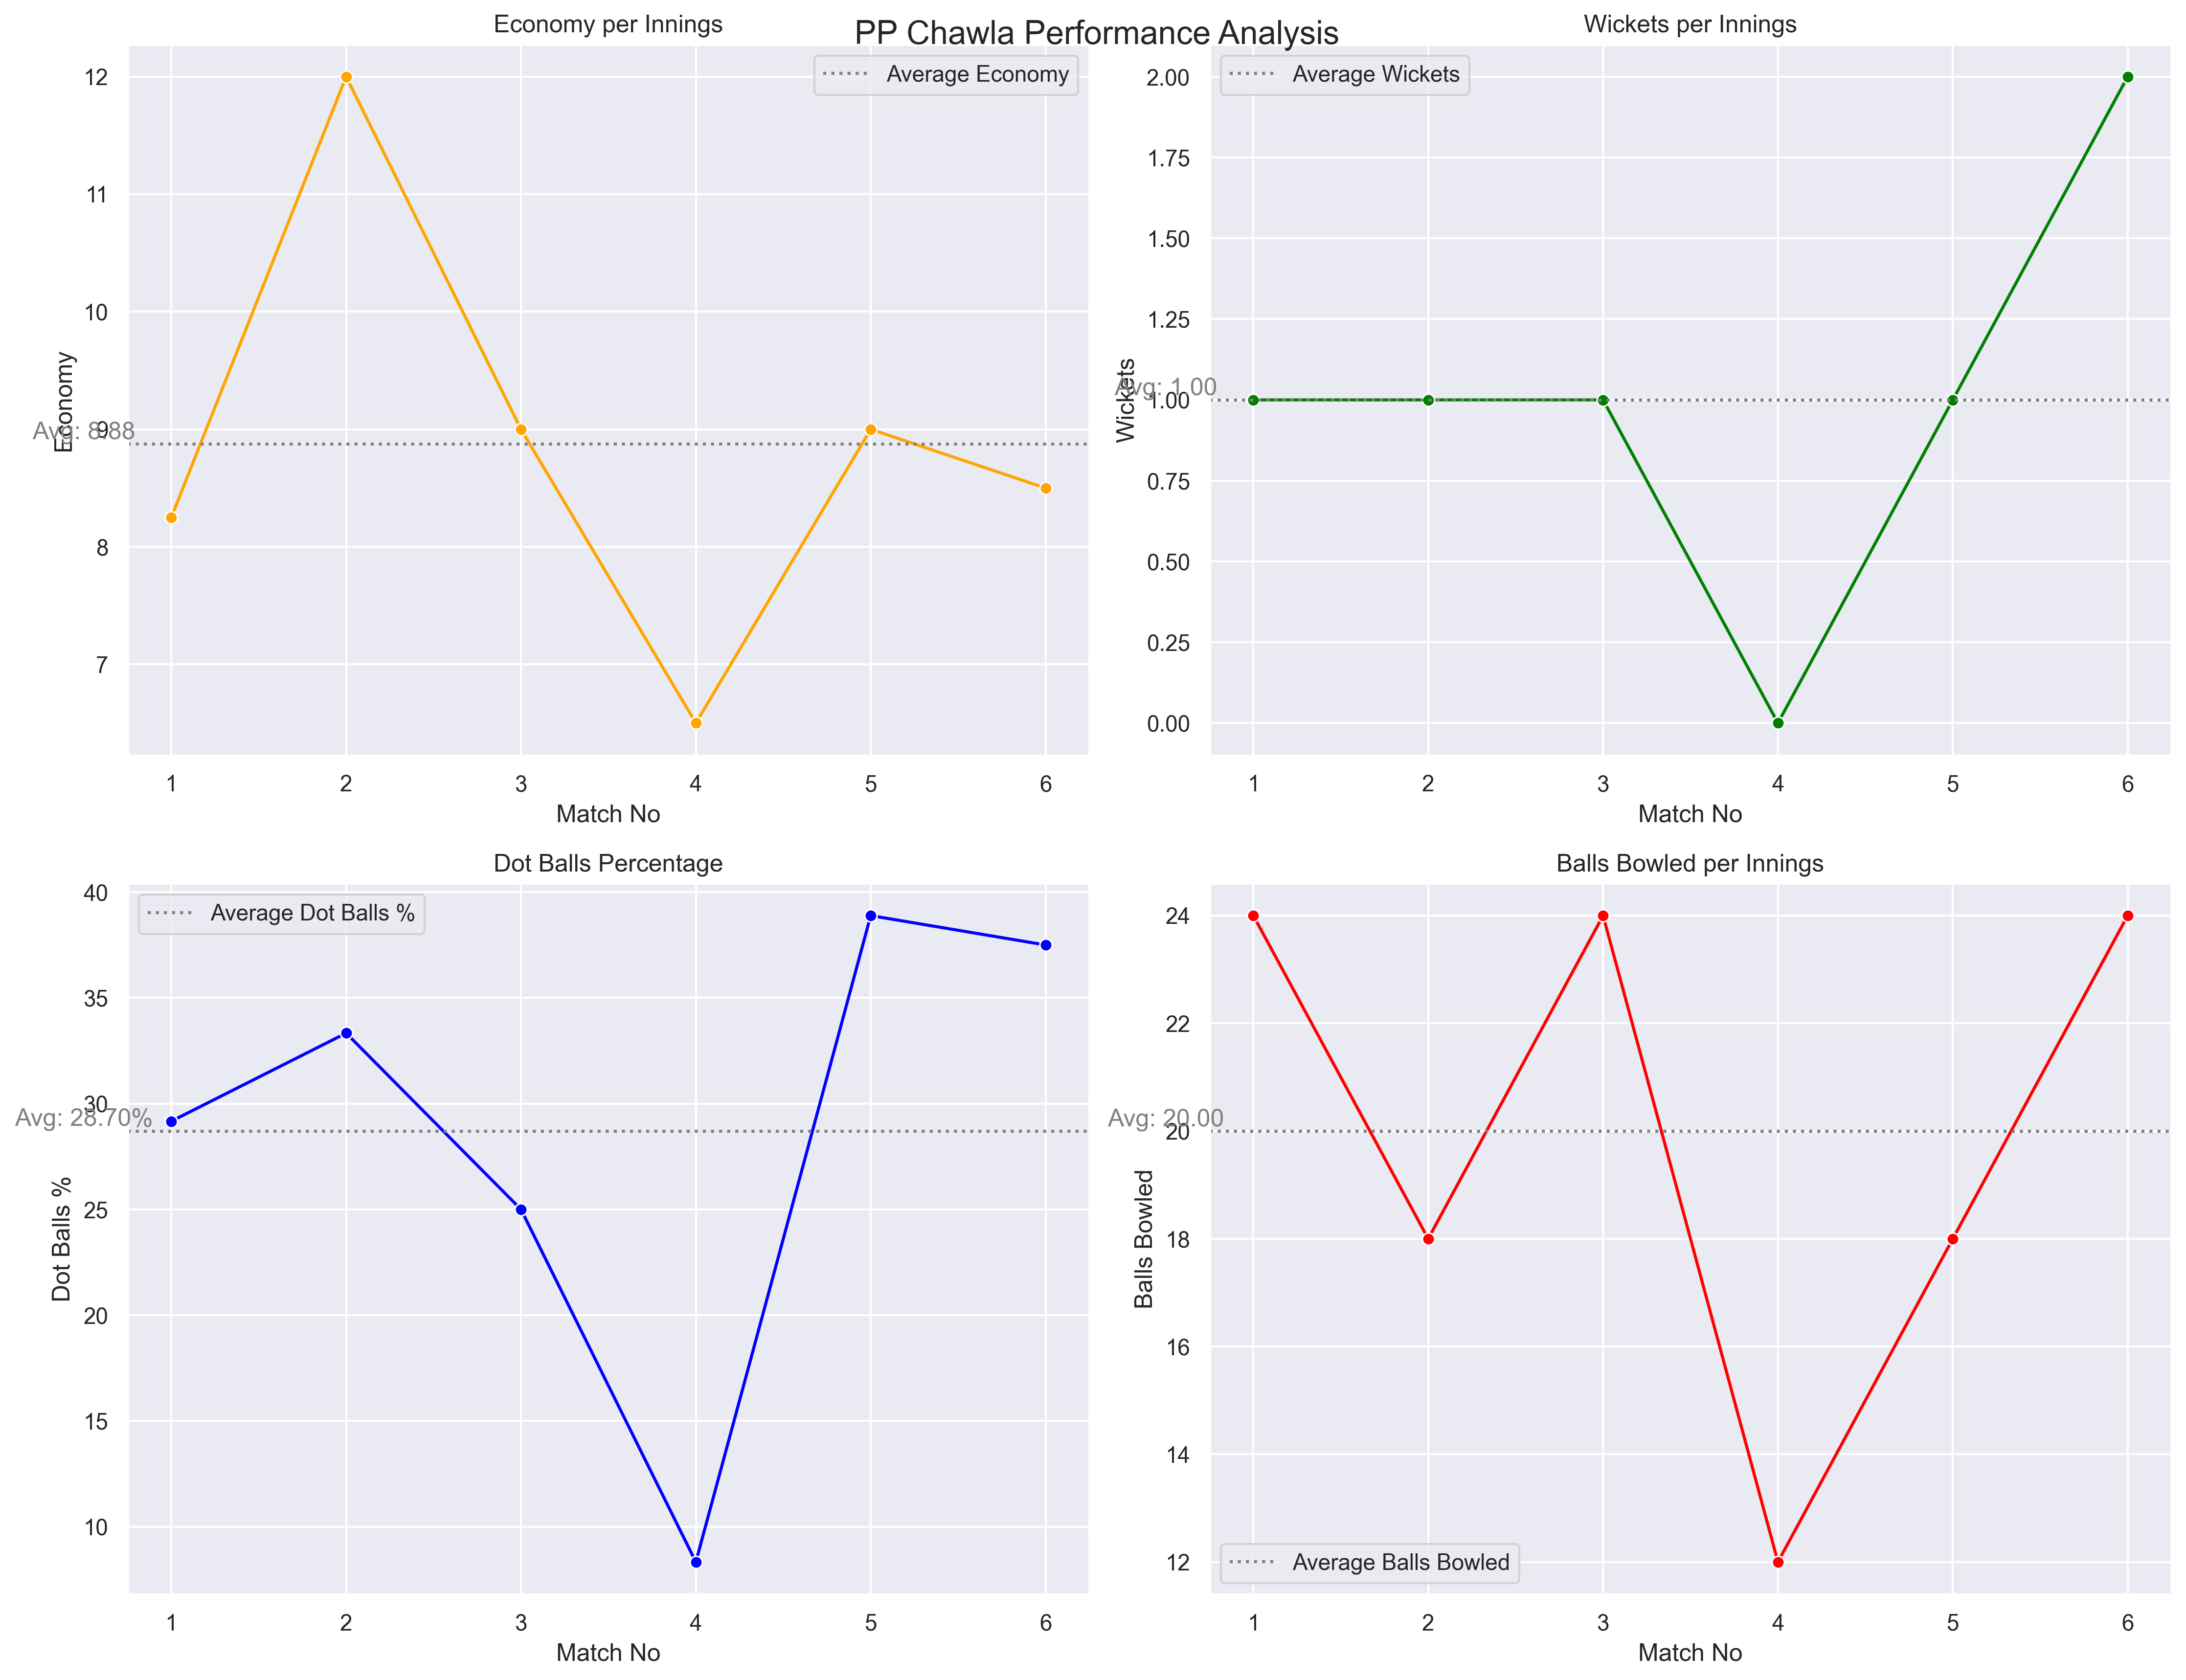 PP Chawla Performance Analysis
Economy per Innings
Average Economy
12
11
10
9
8
7
Avg: 8.88
Economy
1 2 3 4 5 6
Match No
Wickets per Innings
Average Wickets
2.00
1.75
1.50
1.25
1.00
0.75
0.50
0.25
0.00
Avg: 1.00
Wickets
1 2 3 4 5 6
Match No
Dot Balls Percentage
Average Dot Balls %
40
35
30
25
20
15
10
Avg: 28.70%
Dot Balls %
1 2 3 4 5 6
Match No
Balls Bowled per Innings
24
22
20
18
16
14
12
Avg: 20.00
Balls Bowled
Average Balls Bowled
1 2 3 4 5 6
Match No